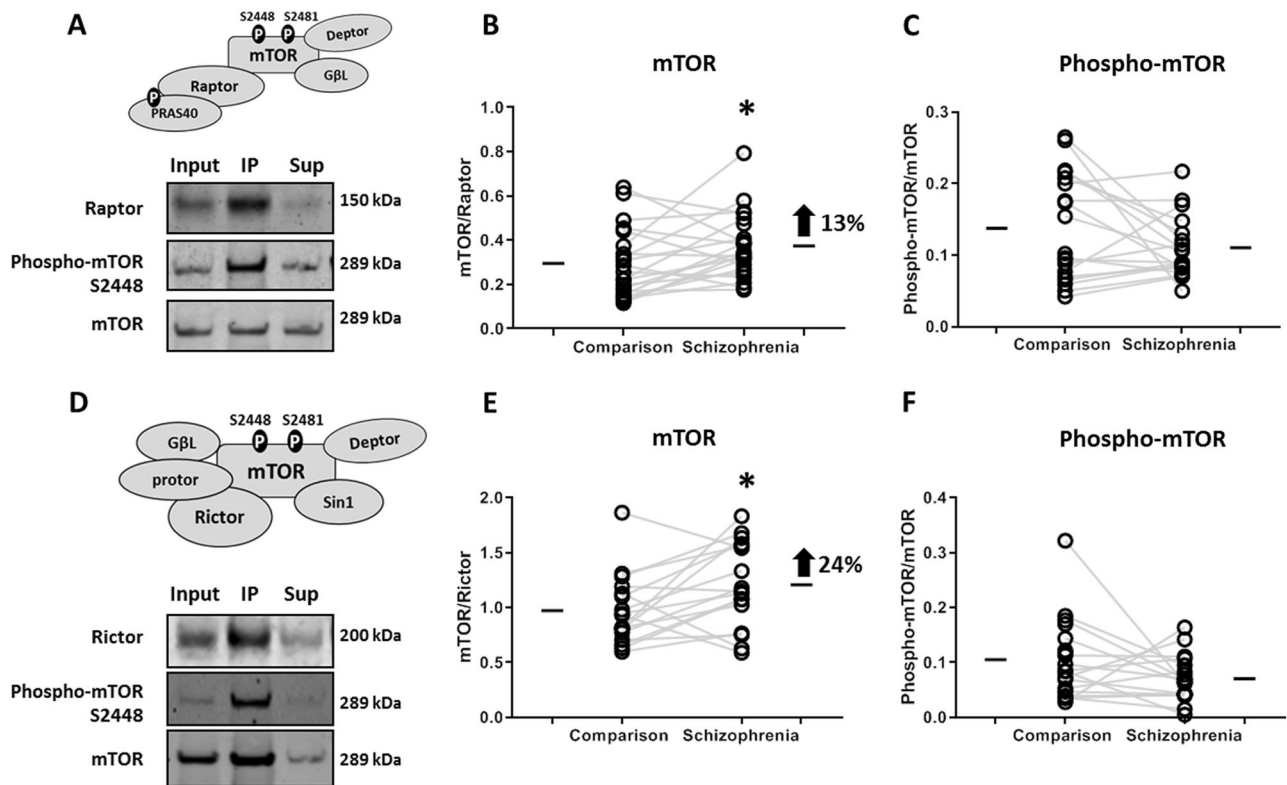 A
S2448 S2481
P P
mTOR
Deptor
GβL
Raptor
P
PRAS40
Input IP Sup
Raptor
150 kDa
Phospho-mTOR
S2448
289 kDa
mTOR
289 kDa
B
mTOR
*
mTOR/Raptor
1.0
0.8
0.6
0.4
0.2
0.0
13%
Comparison Schizophrenia
C
Phospho-mTOR
Phospho-mTOR/mTOR
0.3
0.2
0.1
0.0
Comparison Schizophrenia
D
S2448 S2481
P P
GβL
mTOR
Deptor
protor
Sin1
Rictor
Input IP Sup
Rictor
200 kDa
Phospho-mTOR
S2448
289 kDa
mTOR
289 kDa
E
mTOR
*
mTOR/Rictor
2.0
1.5
1.0
0.5
0.0
24%
Comparison Schizophrenia
F
Phospho-mTOR
Phospho-mTOR/mTOR
0.4
0.3
0.2
0.1
0.0
Comparison Schizophrenia